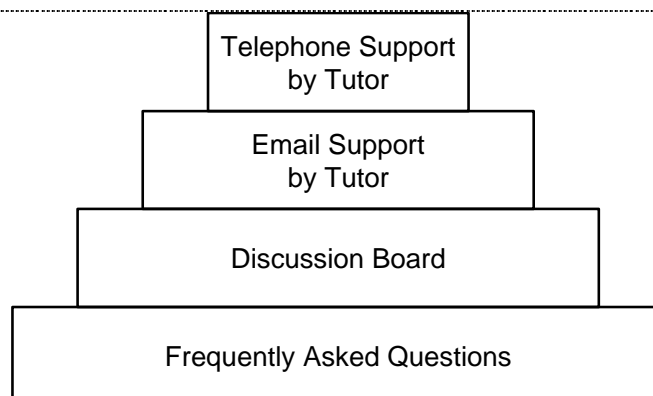 Telephone Support
by Tutor
Email Support
by Tutor
Discussion Board
Frequently Asked Questions